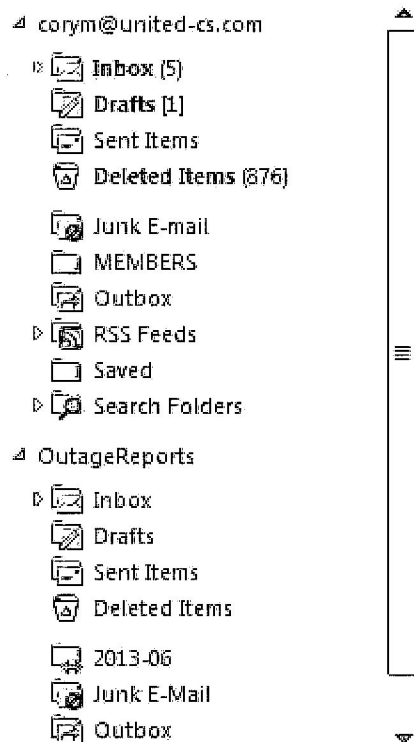 corym@united-cs.com
Inbox (5)
Drafts [1]
Sent Items
Deleted Items (876)
Junk E-mail
MEMBERS
Outbox
RSS Feeds
Saved
Search Folders
OutageReports
Inbox
Drafts
Sent Items
Deleted Items
2013-06
Junk E-Mail
Outbox